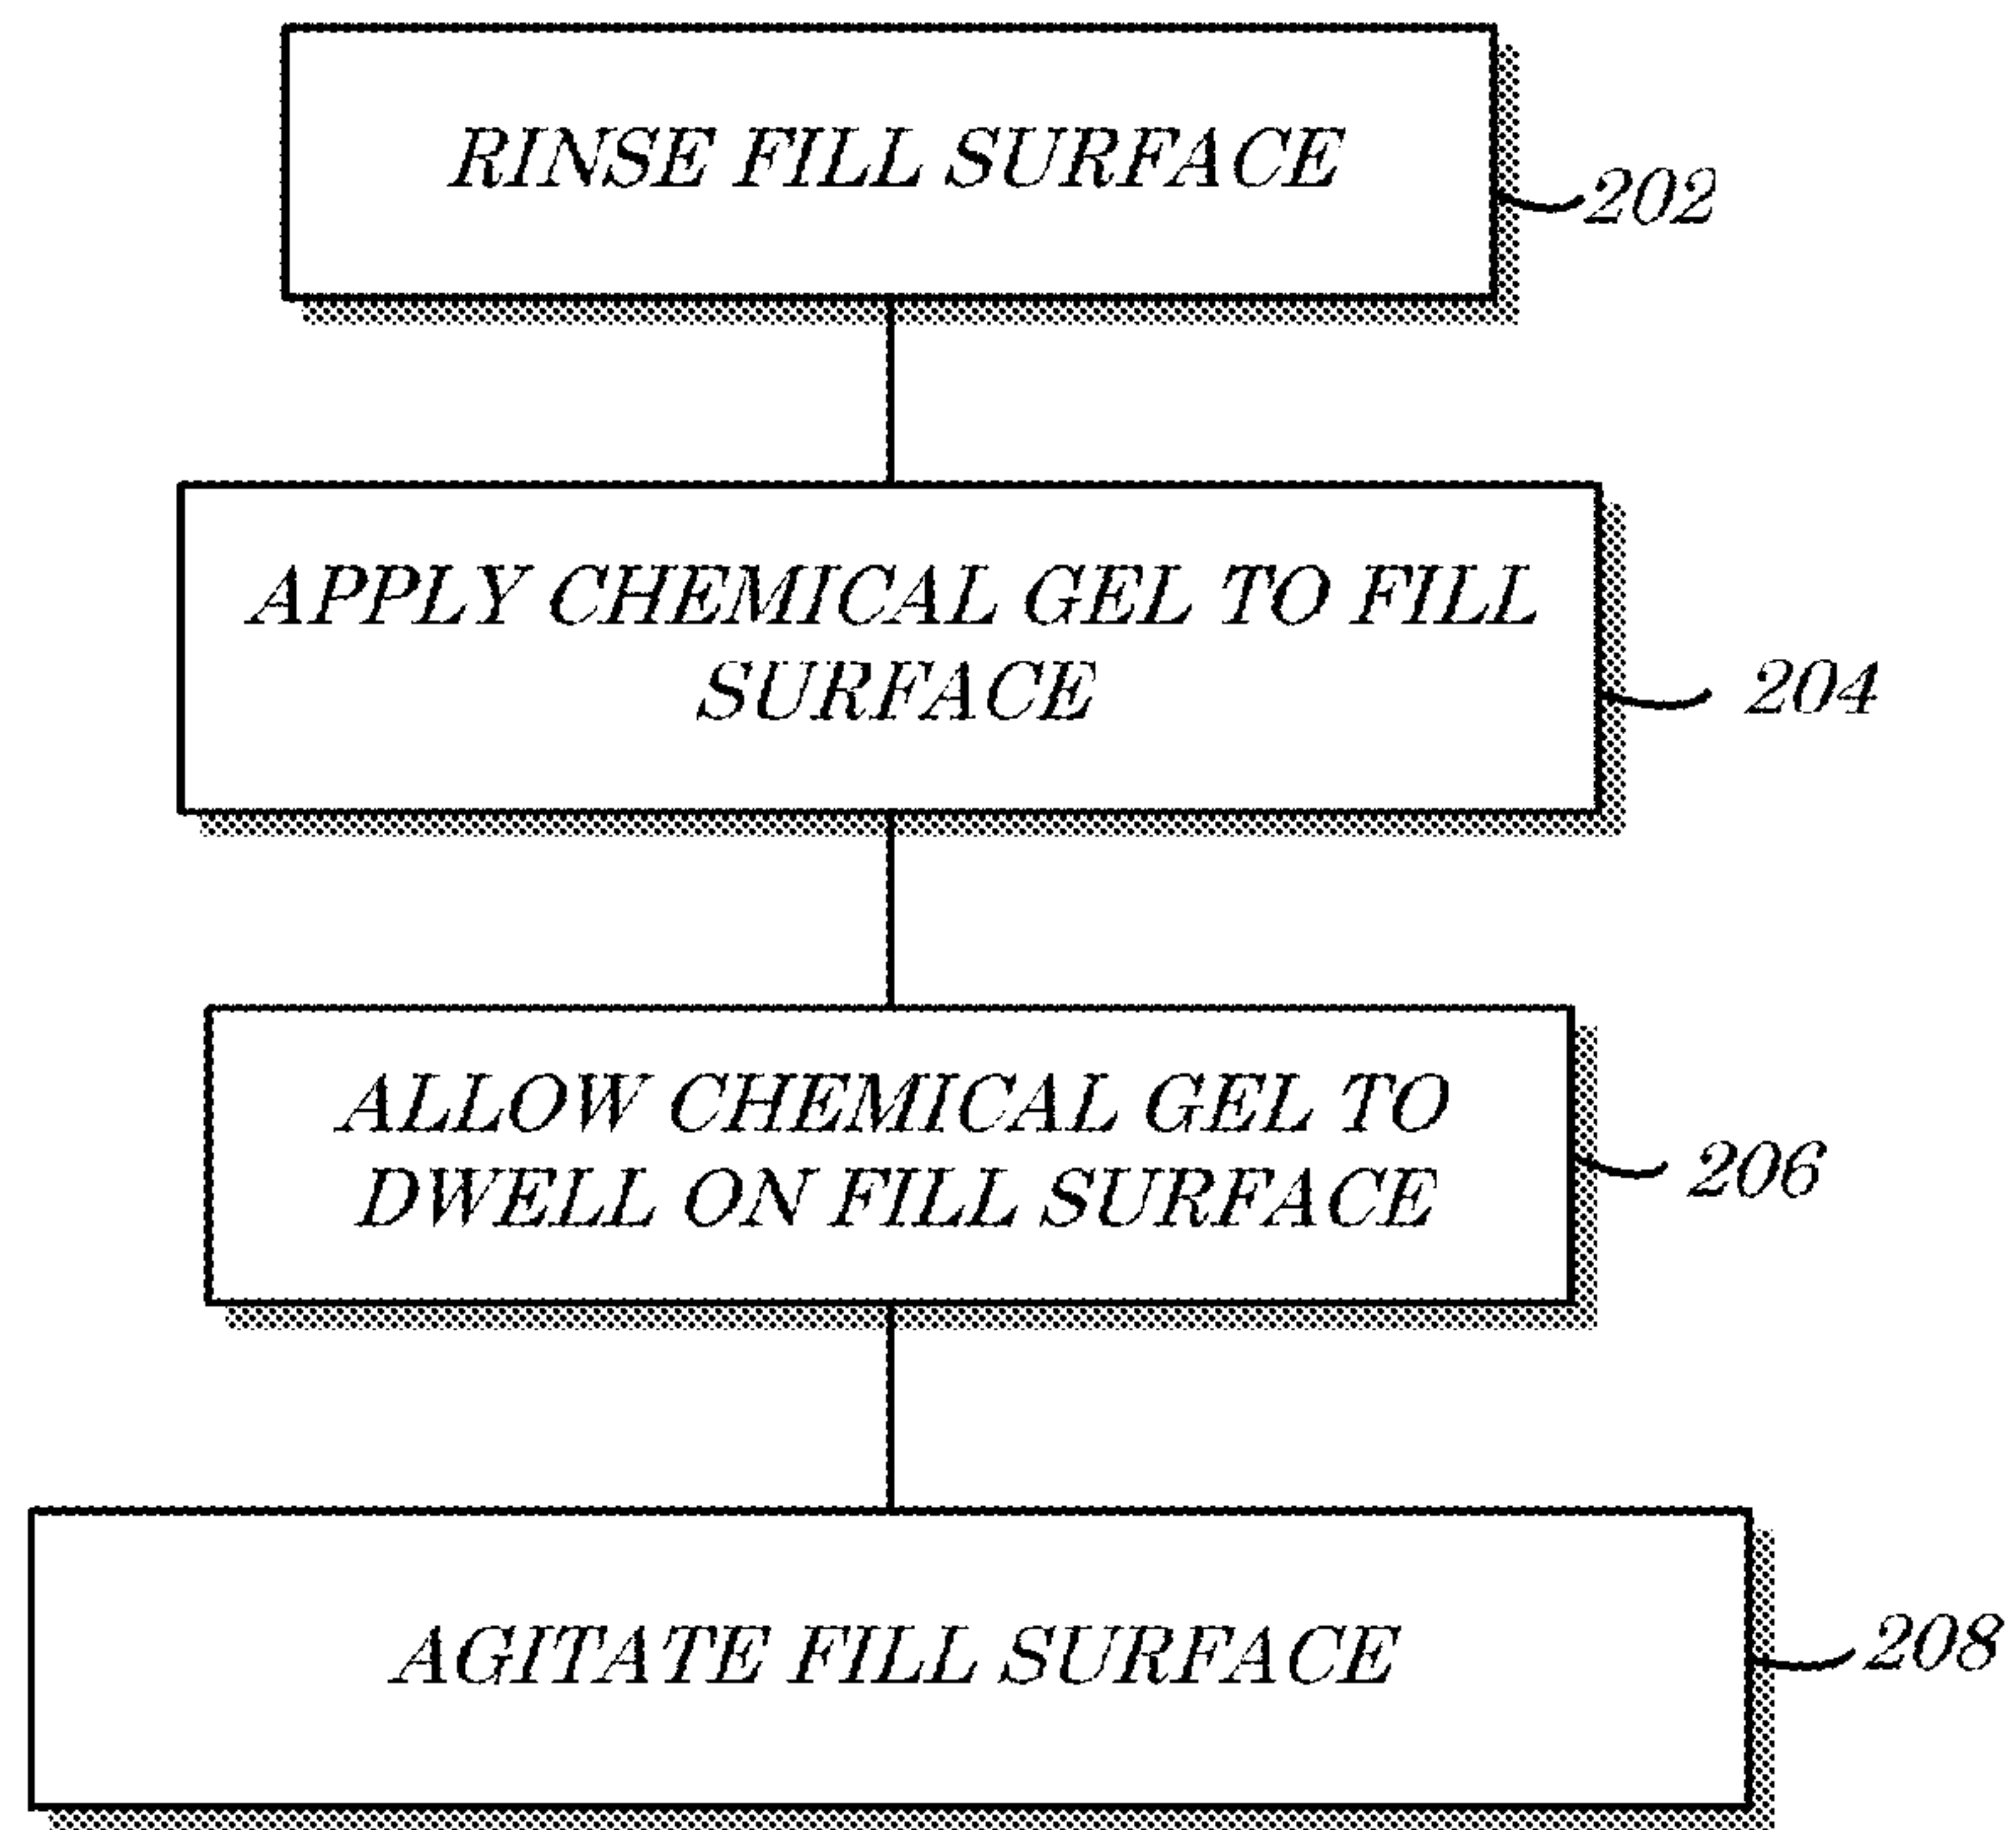 RINSE FILL SURFACE
202
APPLY CHEMICAL GEL TO FILL
SURFACE
204
ALLOW CHEMICAL GEL TO
DWELL ON FILL SURFACE
206
AGITATE FILL SURFACE
208